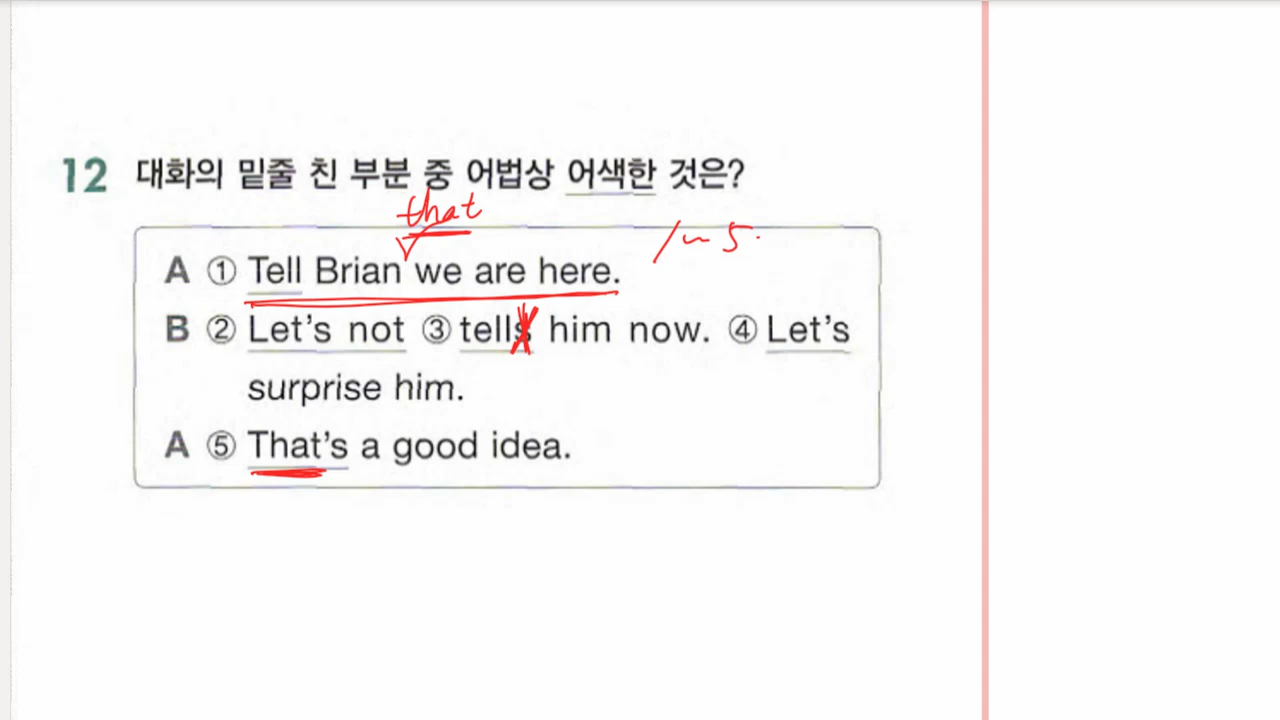 12 대화의 밑줄 친 부분 중 어법상 어색한 것은?
that
A ① Tell Brian we are here.
B ② Let's not ③ tells him now. ④ Let's
surprise him.
A ⑤ That's a good idea.